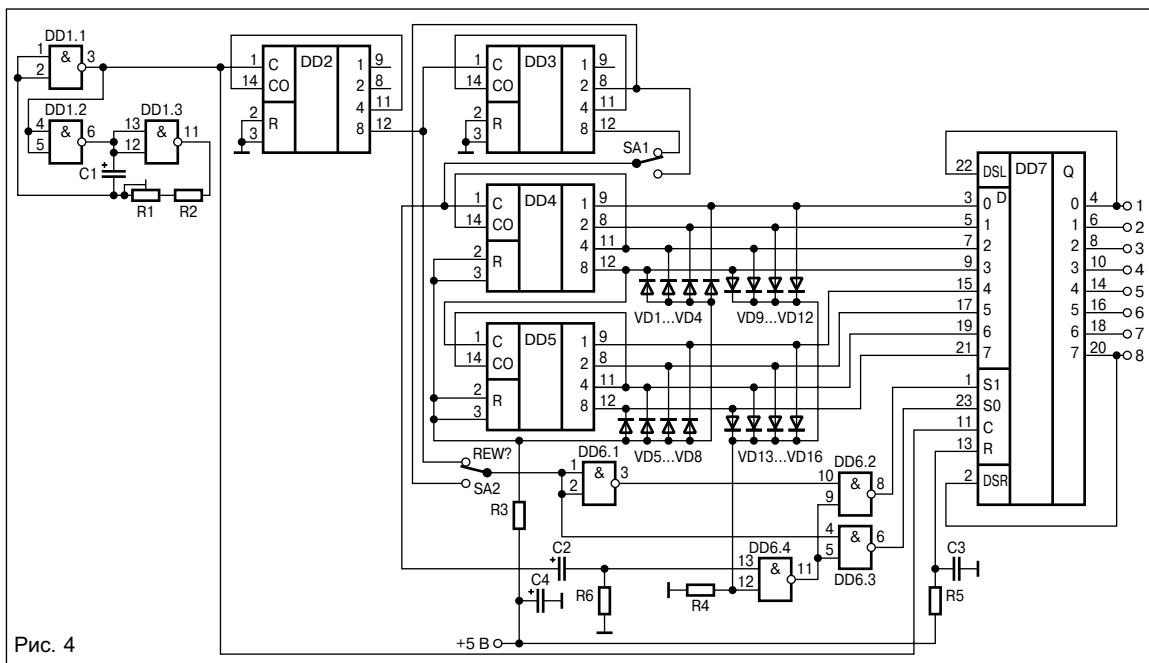 DD1.1
1 & 3
2
DD1.2
4 & 6
5
DD1.3
13 & 11
12
C1 +
R1 R2
1 C DD2 1 9
14 CO 2 8
4 11
2 R 8 12
3
1 C DD3 1 9
14 CO 2 8
4 11
2 R 8 12
3
SA1
1 C DD4 1 9
14 CO 2 8
4 11
2 R 8 12
3
VD1...VD4 VD9...VD12
1 C DD5 1 9
14 CO 2 8
4 11
2 R 8 12
3
VD5...VD8 VD13...VD16
22 DSL DD7 Q
3 0 D 0 4 1
5 1 1 6 2
7 2 2 8 3
9 3 3 10 4
15 4 4 14 5
17 5 5 16 6
19 6 6 18 7
21 7 7 20 8
1 S1
23 S0
11 C
13 R
2 DSR
REW?
SA2
DD6.1
1 & 3
2
DD6.2
10 & 8
9
4 & 6
5
DD6.3
R3
C2
+
DD6.4
13 & 11
12
C4
+
R6
R4
C3
R5
+5 В
Рис. 4